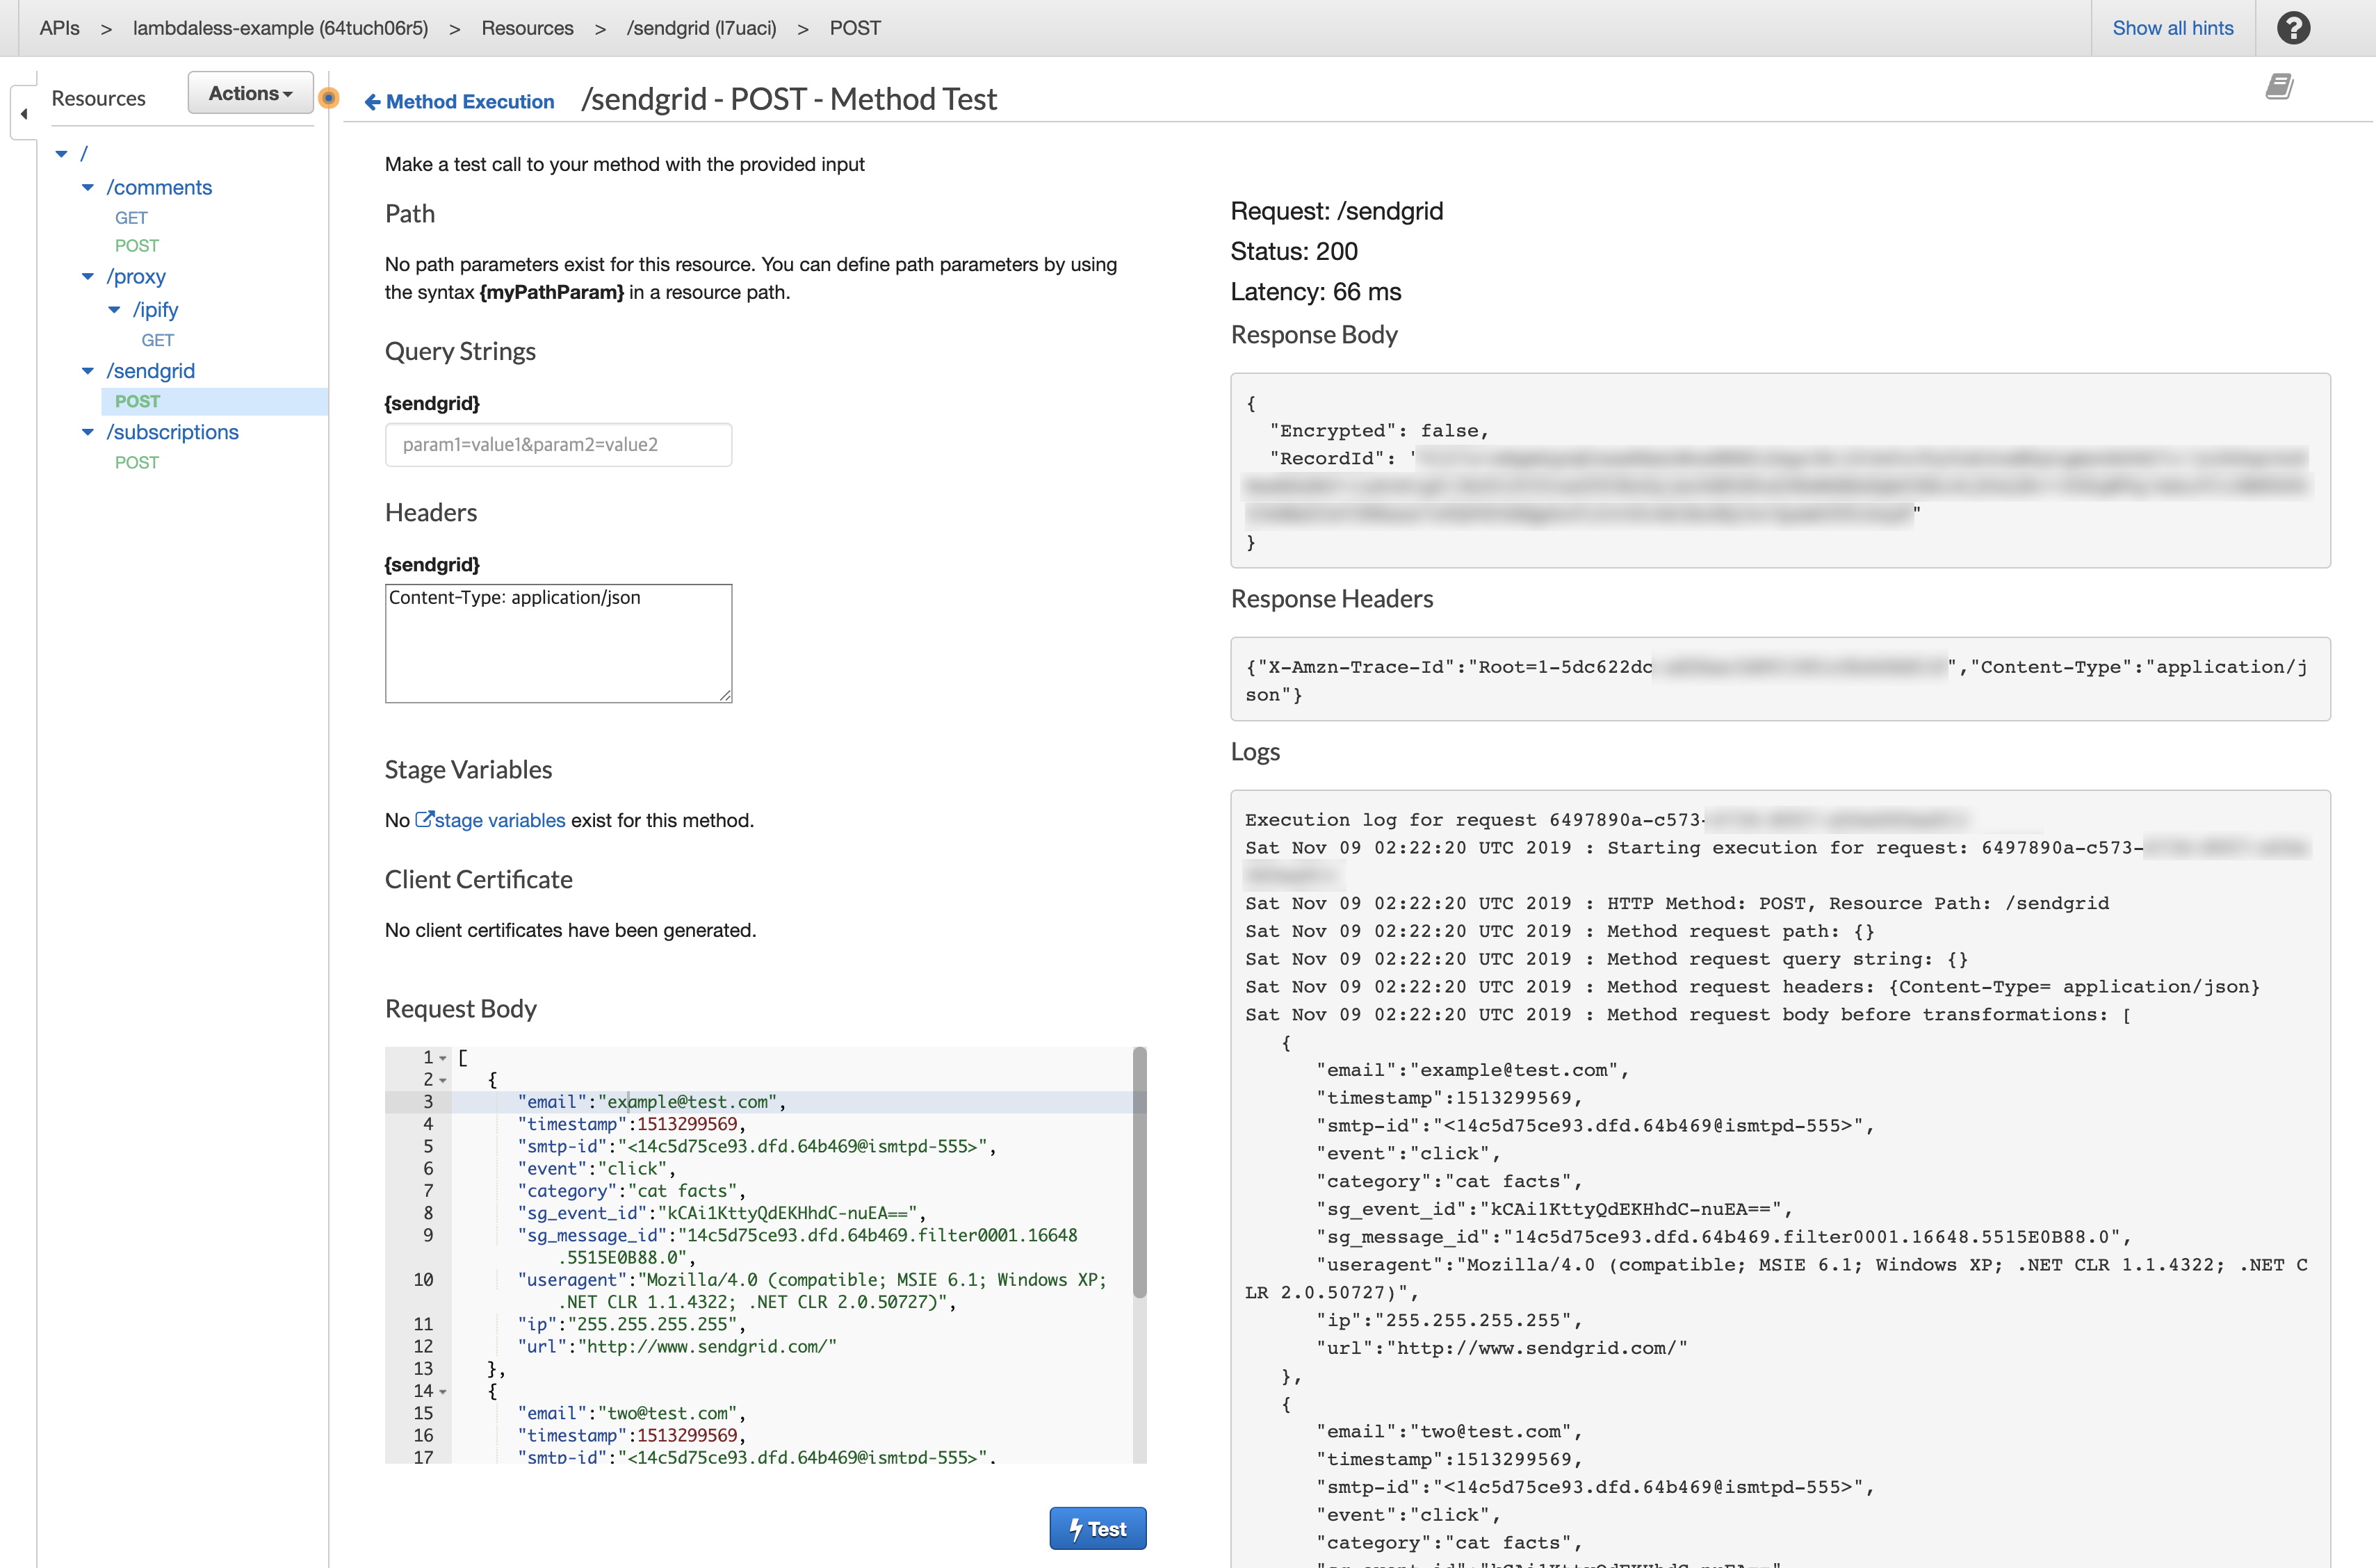 APIs > lambdaless-example (64tuch06r5) > Resources > /sendgrid (l7uaci) > POST
Show all hints
?
Resources
Actions
Method Execution
/sendgrid - POST - Method Test
/
/comments
GET
POST
/proxy
/ipify
GET
/sendgrid
POST
/subscriptions
POST
Make a test call to your method with the provided input
Path
No path parameters exist for this resource. You can define path parameters by using
the syntax {myPathParam} in a resource path.
Query Strings
{sendgrid}
param1=value1&param2=value2
Headers
{sendgrid}
Content-Type: application/json
Stage Variables
No stage variables exist for this method.
Client Certificate
No client certificates have been generated.
Request Body
1 [
2 {
3 "email":"example@test.com",
4 "timestamp":1513299569,
5 "smtp-id":"<14c5d75ce93.dfd.64b469@ismtpd-555>",
6 "event":"click",
7 "category":"cat facts",
8 "sg_event_id":"kCAi1KttyQdEKHhdC-nuEA==",
9 "sg_message_id":"14c5d75ce93.dfd.64b469.filter0001.16648
.5515E0B88.0",
10 "useragent":"Mozilla/4.0 (compatible; MSIE 6.1; Windows XP;
.NET CLR 1.1.4322; .NET CLR 2.0.50727)",
11 "ip":"255.255.255.255",
12 "url":"http://www.sendgrid.com/"
13 },
14 {
15 "email":"two@test.com",
16 "timestamp":1513299569,
17 "smtp-id":"<14c5d75ce93.dfd.64b469@ismtpd-555>",
Test
Request: /sendgrid
Status: 200
Latency: 66 ms
Response Body
{
"Encrypted": false,
"RecordId": "
"
}
Response Headers
{"X-Amzn-Trace-Id":"Root=1-5dc622dc ","Content-Type":"application/j
son"}
Logs
Execution log for request 6497890a-c573-
Sat Nov 09 02:22:20 UTC 2019 : Starting execution for request: 6497890a-c573-
Sat Nov 09 02:22:20 UTC 2019 : HTTP Method: POST, Resource Path: /sendgrid
Sat Nov 09 02:22:20 UTC 2019 : Method request path: {}
Sat Nov 09 02:22:20 UTC 2019 : Method request query string: {}
Sat Nov 09 02:22:20 UTC 2019 : Method request headers: {Content-Type= application/json}
Sat Nov 09 02:22:20 UTC 2019 : Method request body before transformations: [
{
"email":"example@test.com",
"timestamp":1513299569,
"smtp-id":"<14c5d75ce93.dfd.64b469@ismtpd-555>",
"event":"click",
"category":"cat facts",
"sg_event_id":"kCAi1KttyQdEKHhdC-nuEA==",
"sg_message_id":"14c5d75ce93.dfd.64b469.filter0001.16648.5515E0B88.0",
"useragent":"Mozilla/4.0 (compatible; MSIE 6.1; Windows XP; .NET CLR 1.1.4322; .NET C
LR 2.0.50727)",
"ip":"255.255.255.255",
"url":"http://www.sendgrid.com/"
},
{
"email":"two@test.com",
"timestamp":1513299569,
"smtp-id":"<14c5d75ce93.dfd.64b469@ismtpd-555>",
"event":"click",
"category":"cat facts",